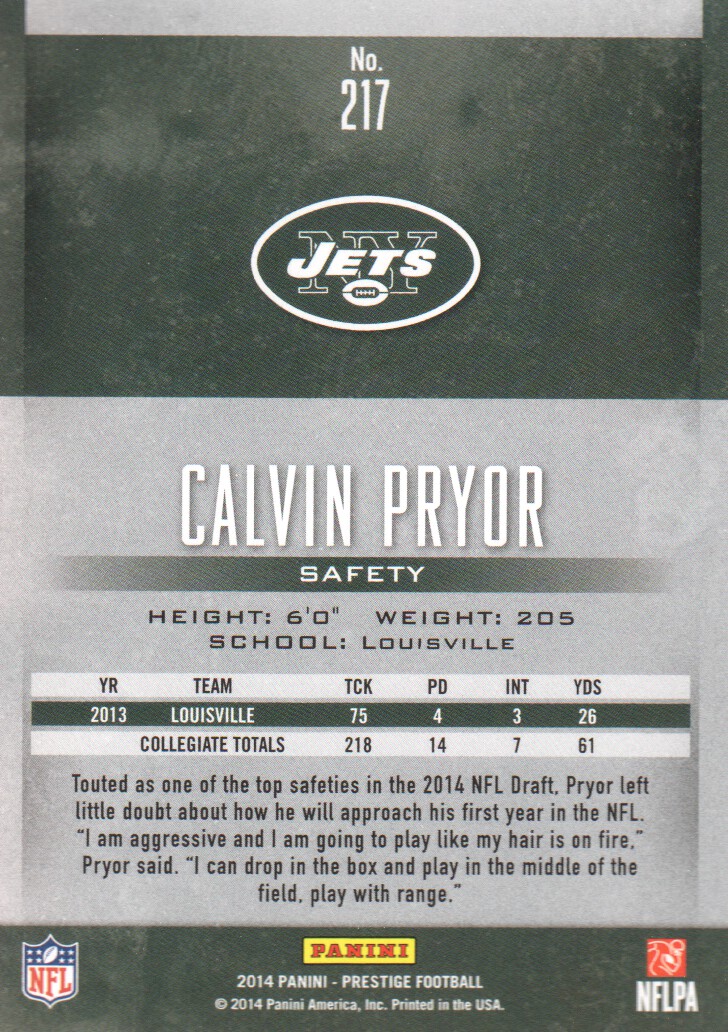 No.
217
NY
JETS
CALVIN PRYOR
SAFETY
HEIGHT: 6'0" WEIGHT: 205
SCHOOL: LOUISVILLE
YR TEAM TCK PD INT YDS
2013 LOUISVILLE 75 4 3 26
COLLEGIATE TOTALS 218 14 7 61
Touted as one of the top safeties in the 2014 NFL Draft, Pryor left
little doubt about how he will approach his first year in the NFL.
“I am aggressive and I am going to play like my hair is on fire,”
Pryor said. “I can drop in the box and play in the middle of the
field, play with range.”
NFL
PANINI
2014 PANINI - PRESTIGE FOOTBALL
© 2014 Panini America, Inc. Printed in the USA.
NFLPA